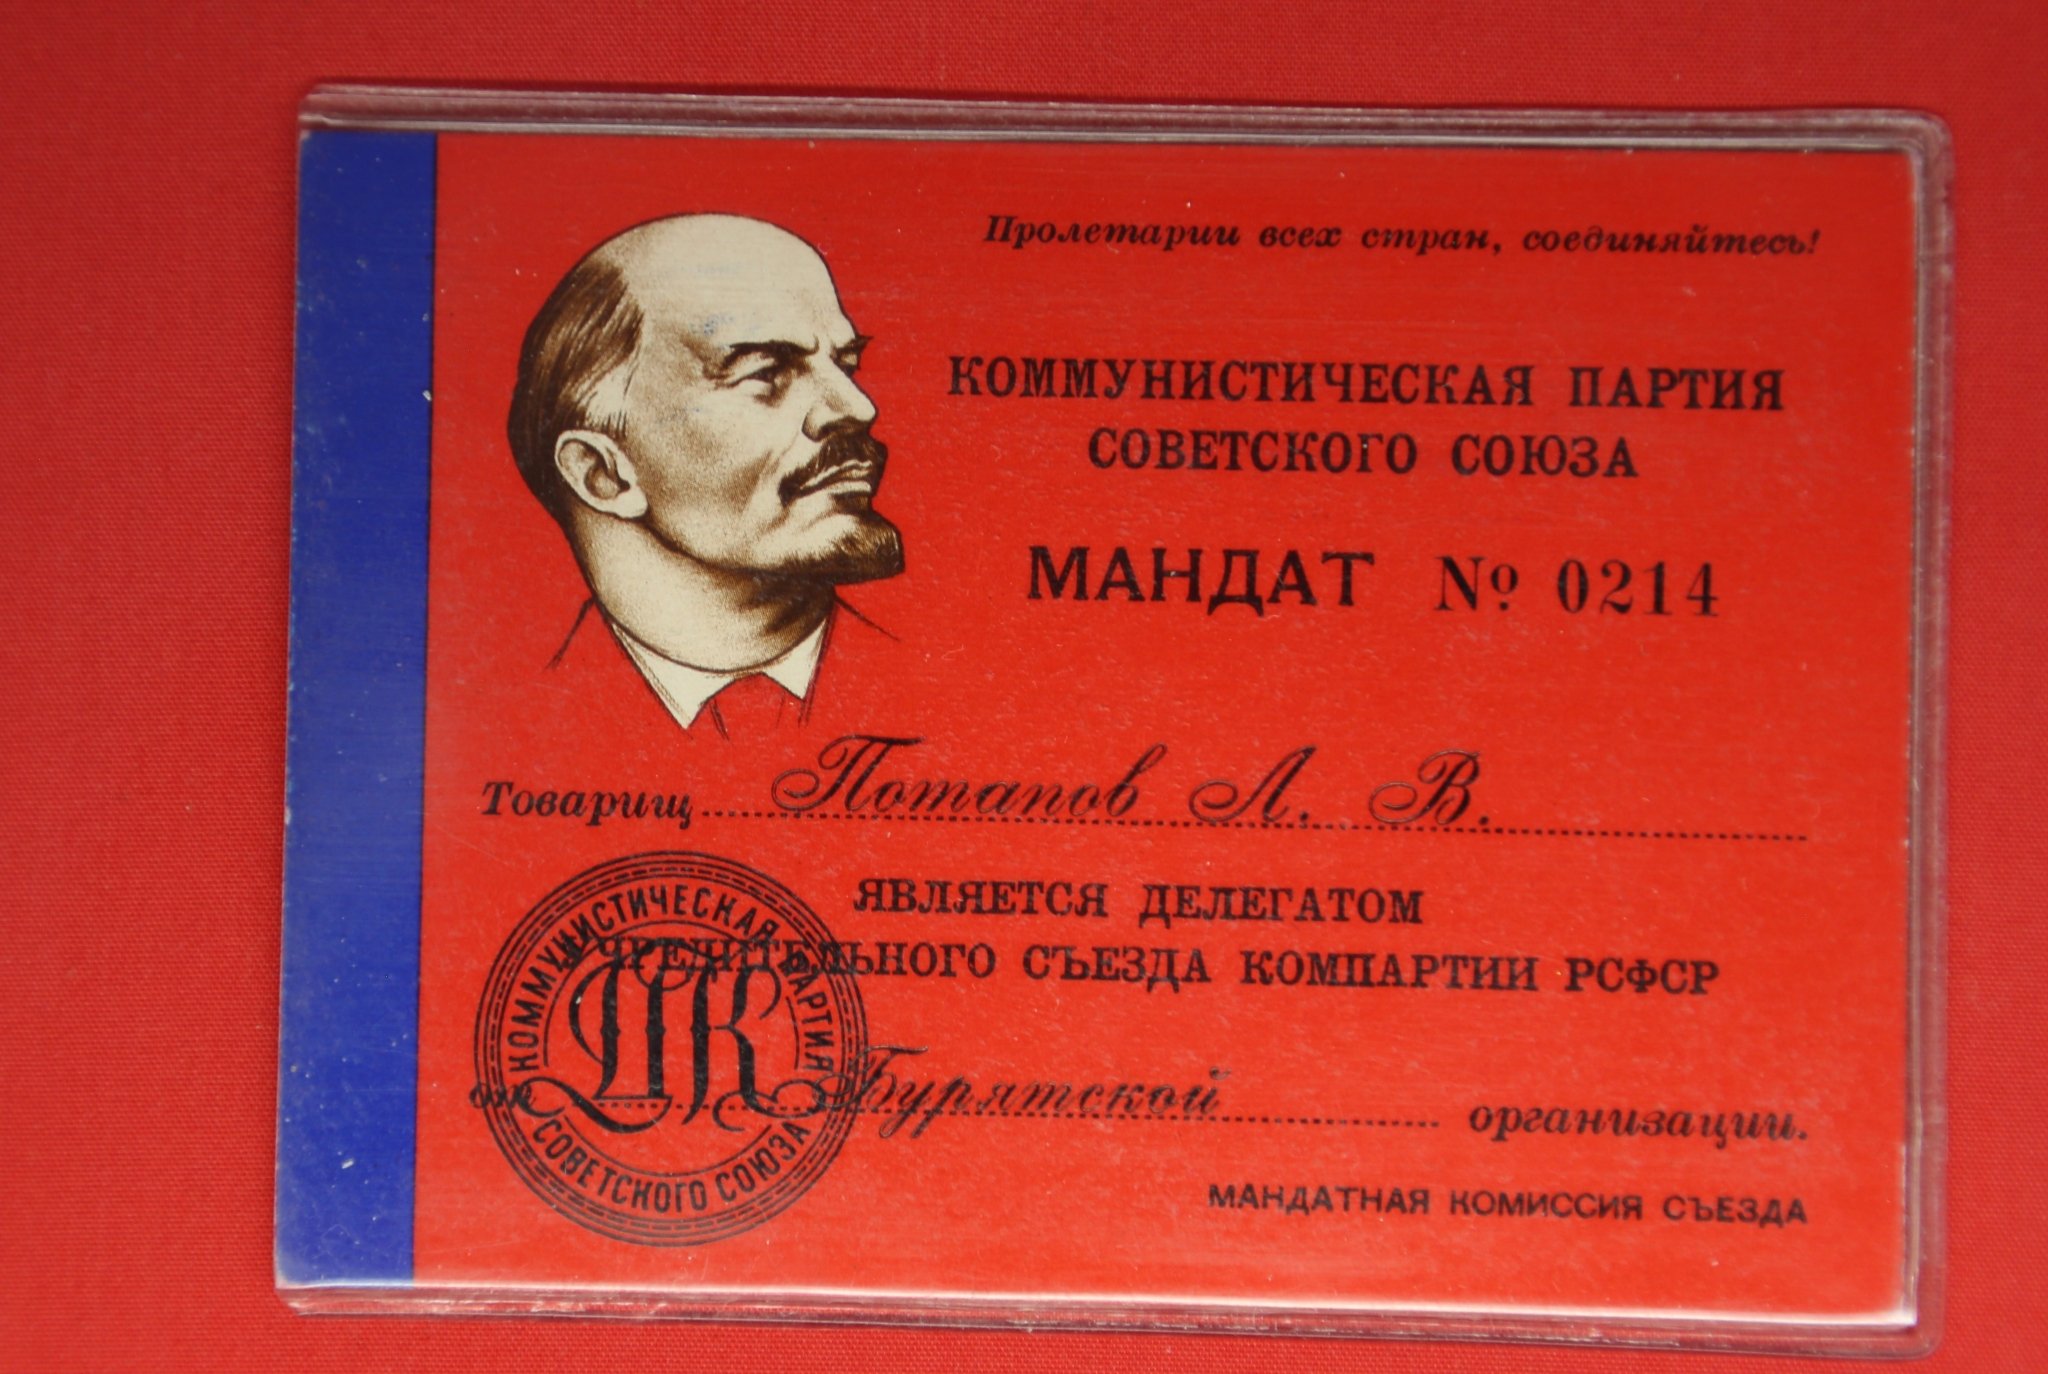 Пролетарии всех стран, соединяйтесь!
КОММУНИСТИЧЕСКАЯ ПАРТИЯ
СОВЕТСКОГО СОЮЗА
МАНДАТ № 0214
Товарищ Потапов Л. В.
ЯВЛЯЕТСЯ ДЕЛЕГАТОМ
УЧРЕДИТЕЛЬНОГО СЪЕЗДА КОМПАРТИИ РСФСР
от Бурятской организации.
МАНДАТНАЯ КОМИССИЯ СЪЕЗДА
КОММУНИСТИЧЕСКАЯ ПАРТИЯ
СОВЕТСКОГО СОЮЗА
ЦК